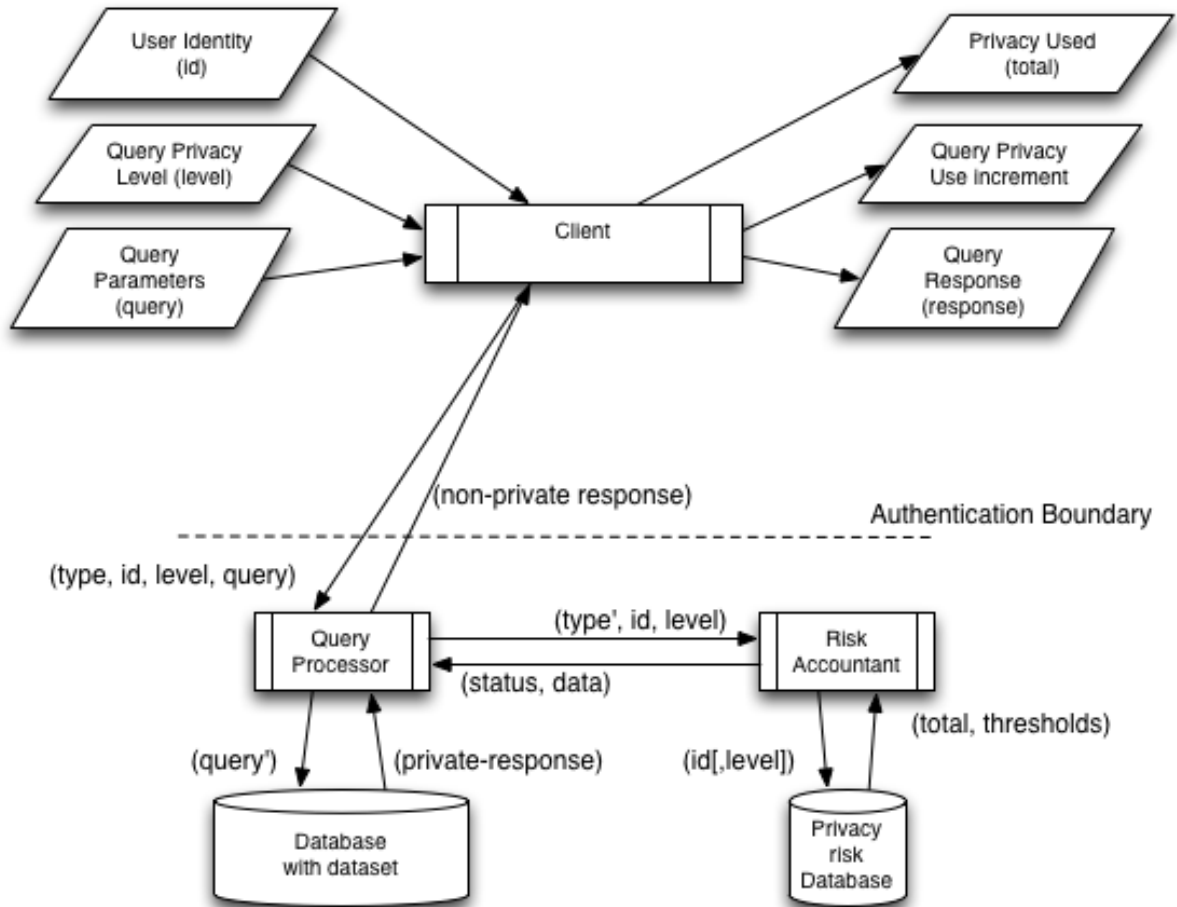 User Identity
(id)
Privacy Used
(total)
Query Privacy
Level (level)
Query Privacy
Use increment
Client
Query
Parameters
(query)
Query
Response
(response)
(non-private response)
Authentication Boundary
(type, id, level, query)
Query
Processor
(type', id, level)
(status, data)
Risk
Accountant
(query')
(private-response)
(id[,level])
(total, thresholds)
Database
with dataset
Privacy
risk
Database